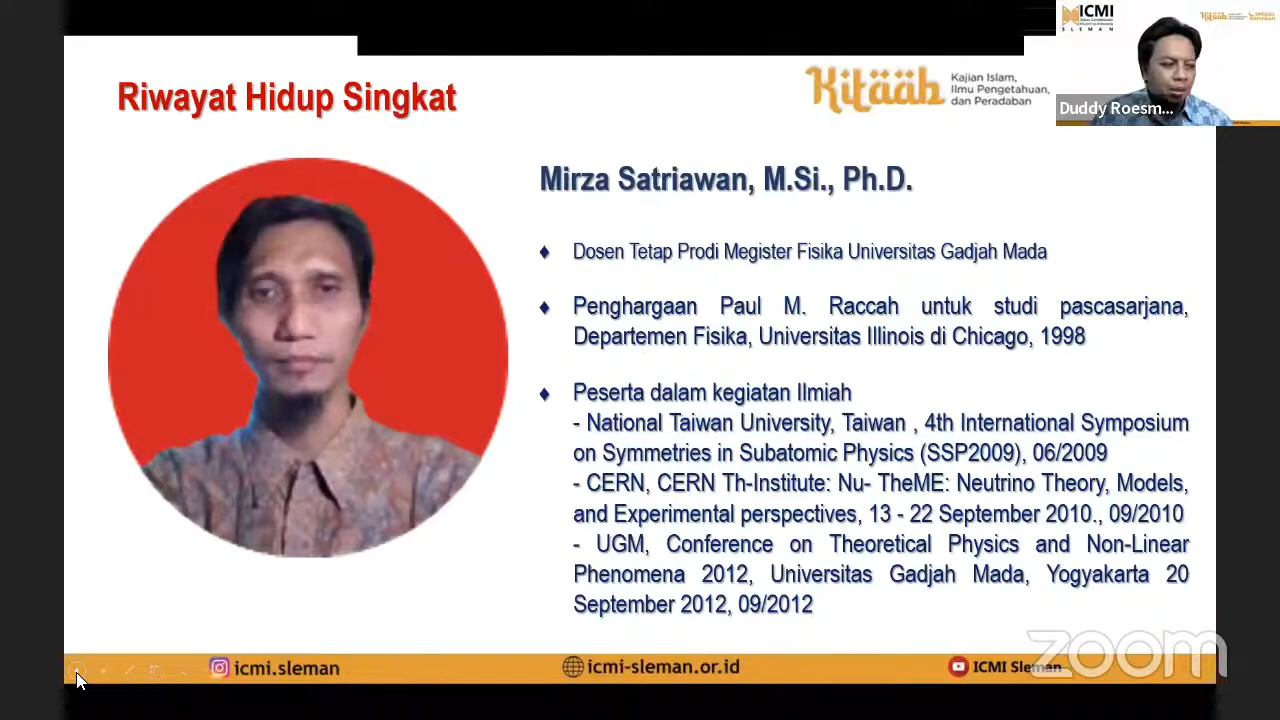 ICMI
SLEMAN
Kitääh
Riwayat Hidup Singkat
Kitääh
Kajian Islam,
Ilmu Pengetahuan,
dan Peradaban
Duddy Roesm...
Mirza Satriawan, M.Si., Ph.D.
♦ Dosen Tetap Prodi Megister Fisika Universitas Gadjah Mada
♦ Penghargaan Paul M. Raccah untuk studi pascasarjana,
Departemen Fisika, Universitas Illinois di Chicago, 1998
♦ Peserta dalam kegiatan Ilmiah
- National Taiwan University, Taiwan , 4th International Symposium
on Symmetries in Subatomic Physics (SSP2009), 06/2009
- CERN, CERN Th-Institute: Nu- TheME: Neutrino Theory, Models,
and Experimental perspectives, 13 - 22 September 2010., 09/2010
- UGM, Conference on Theoretical Physics and Non-Linear
Phenomena 2012, Universitas Gadjah Mada, Yogyakarta 20
September 2012, 09/2012
zoom
icmi.sleman
icmi-sleman.or.id
ICMI Sleman